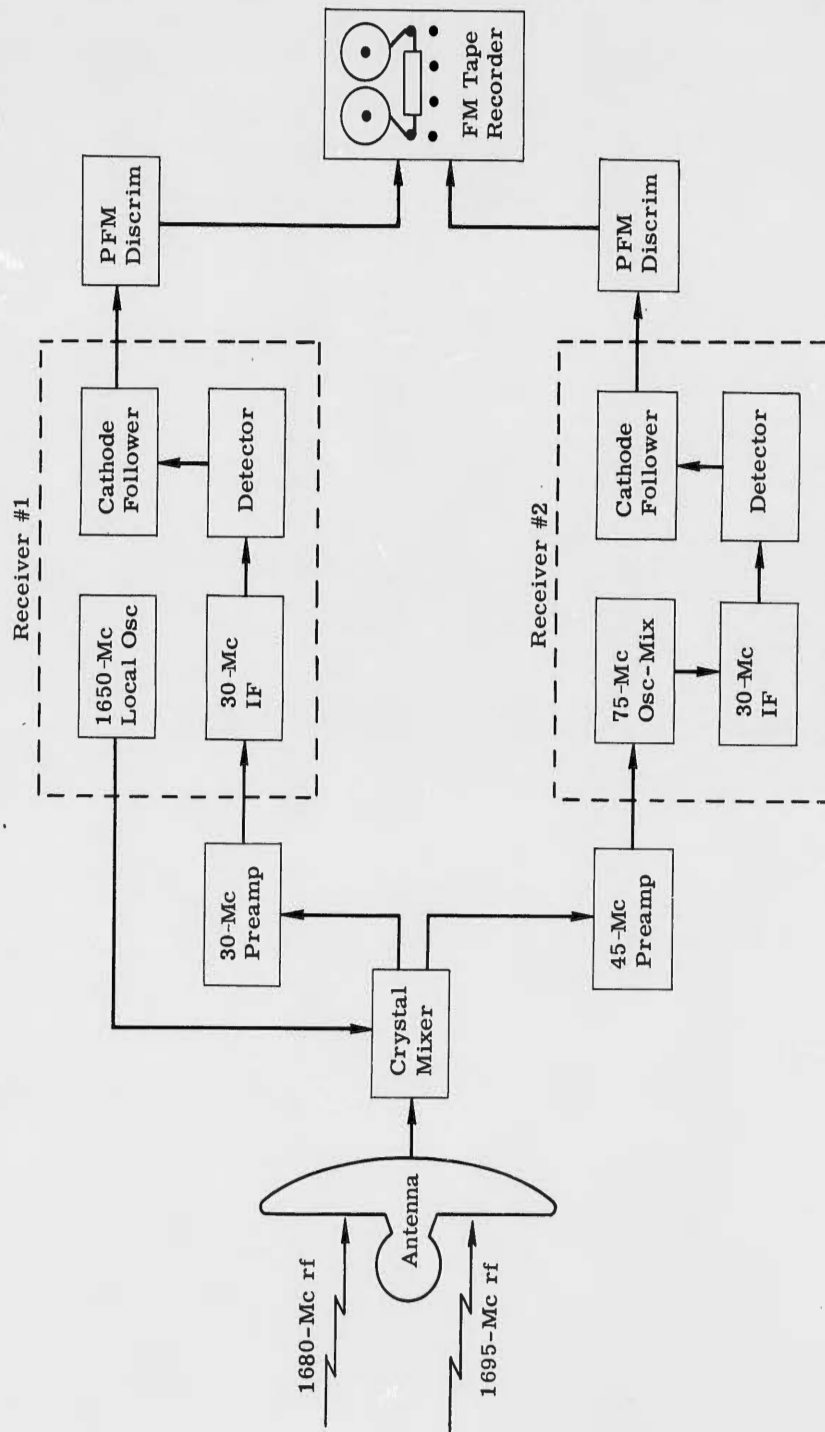 1680-Mc rf
1695-Mc rf
Antenna
Crystal
Mixer
30-Mc
Preamp
45-Mc
Preamp
Receiver #1
1650-Mc
Local Osc
30-Mc
IF
Cathode
Follower
Detector
Receiver #2
75-Mc
Osc-Mix
30-Mc
IF
Cathode
Follower
Detector
PFM
Discrim
PFM
Discrim
FM Tape
Recorder